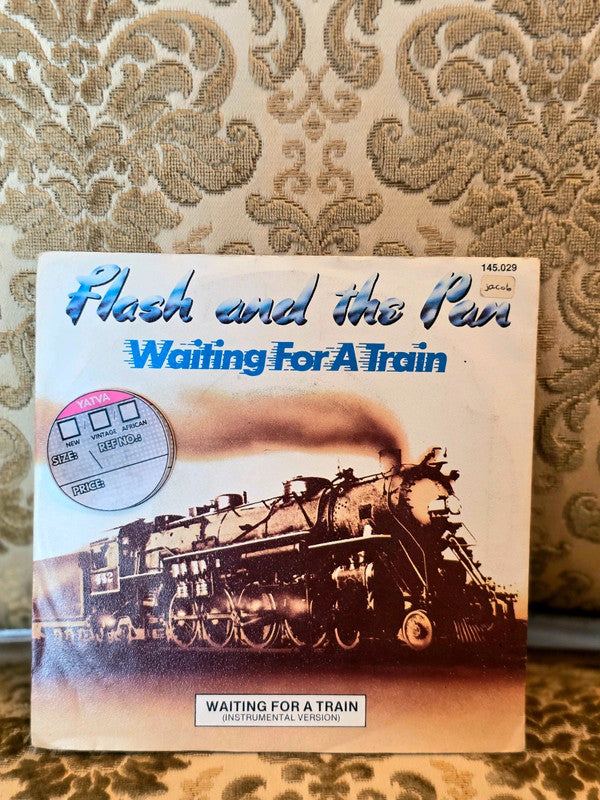 145.029
jacob
Flash and the Pan
Waiting For A Train
YATVA
NEW VINTAGE AFRICAN
SIZE: REF NO.:
PRICE:
WAITING FOR A TRAIN
(INSTRUMENTAL VERSION)